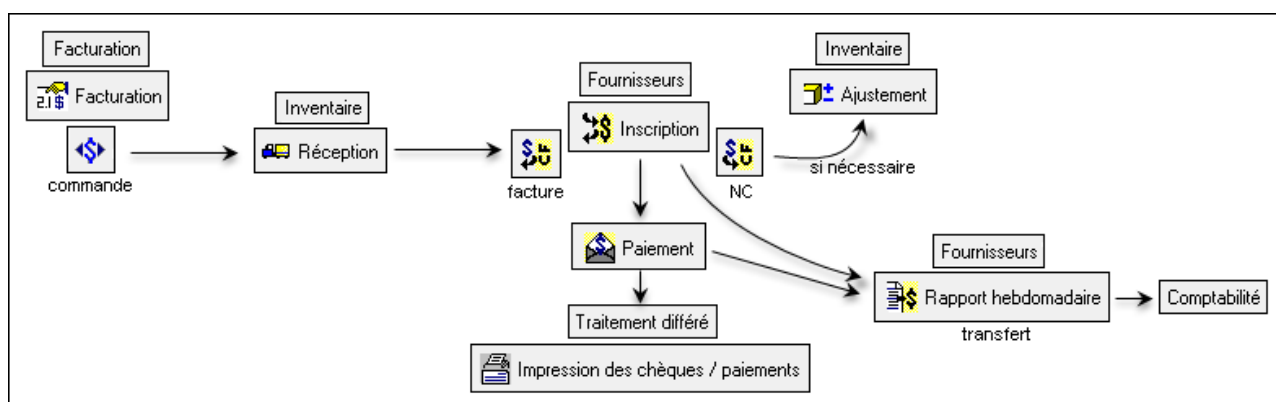 Facturation
Facturation
commande
Inventaire
Réception
Fournisseurs
Inscription
facture
NC
Inventaire
Ajustement
si nécessaire
Paiement
Traitement différé
Impression des chèques / paiements
Fournisseurs
Rapport hebdomadaire
transfert
Comptabilité